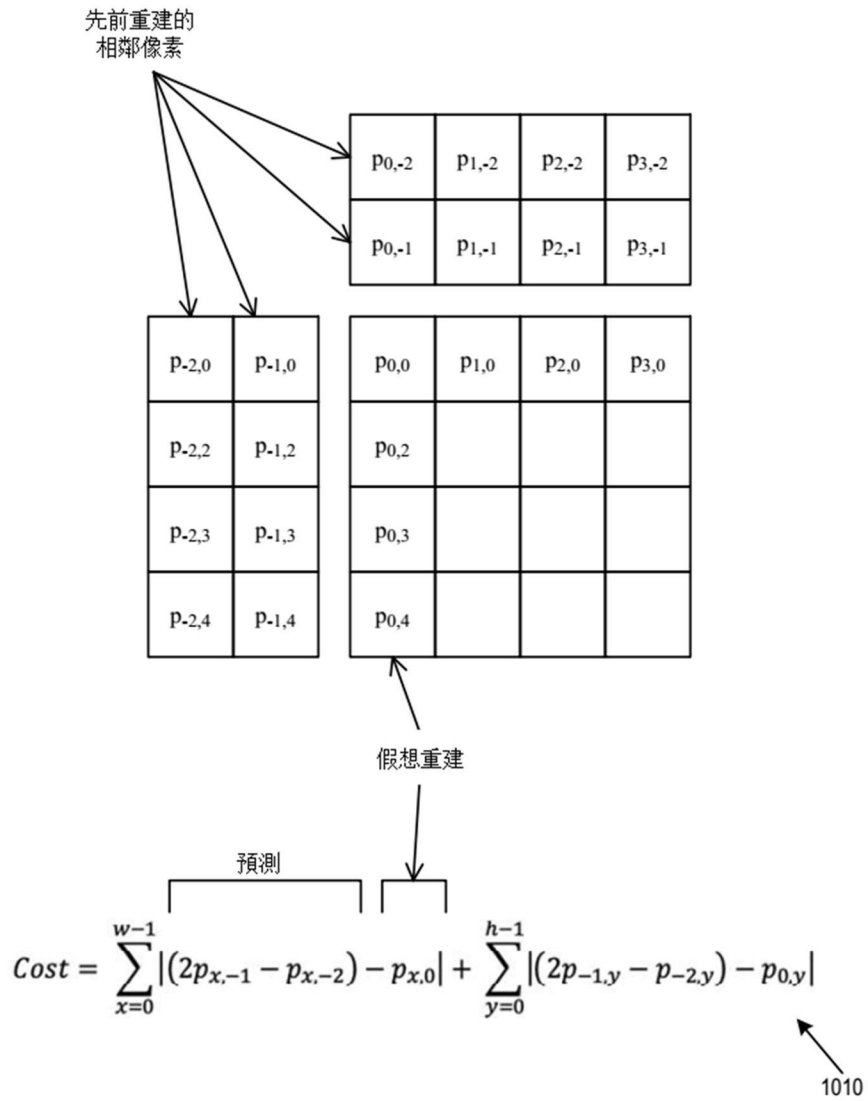 先前重建的
相鄰像素
p0,-2 p1,-2 p2,-2 p3,-2
p0,-1 p1,-1 p2,-1 p3,-1
p-2,0 p-1,0 p0,0 p1,0 p2,0 p3,0
p-2,2 p-1,2 p0,2
p-2,3 p-1,3 p0,3
p-2,4 p-1,4 p0,4
假想重建
預測
Cost = ∑_{x=0}^{w−1} |(2p_{x,−1} − p_{x,−2}) − p_{x,0}| + ∑_{y=0}^{h−1} |(2p_{−1,y} − p_{−2,y}) − p_{0,y}|
1010